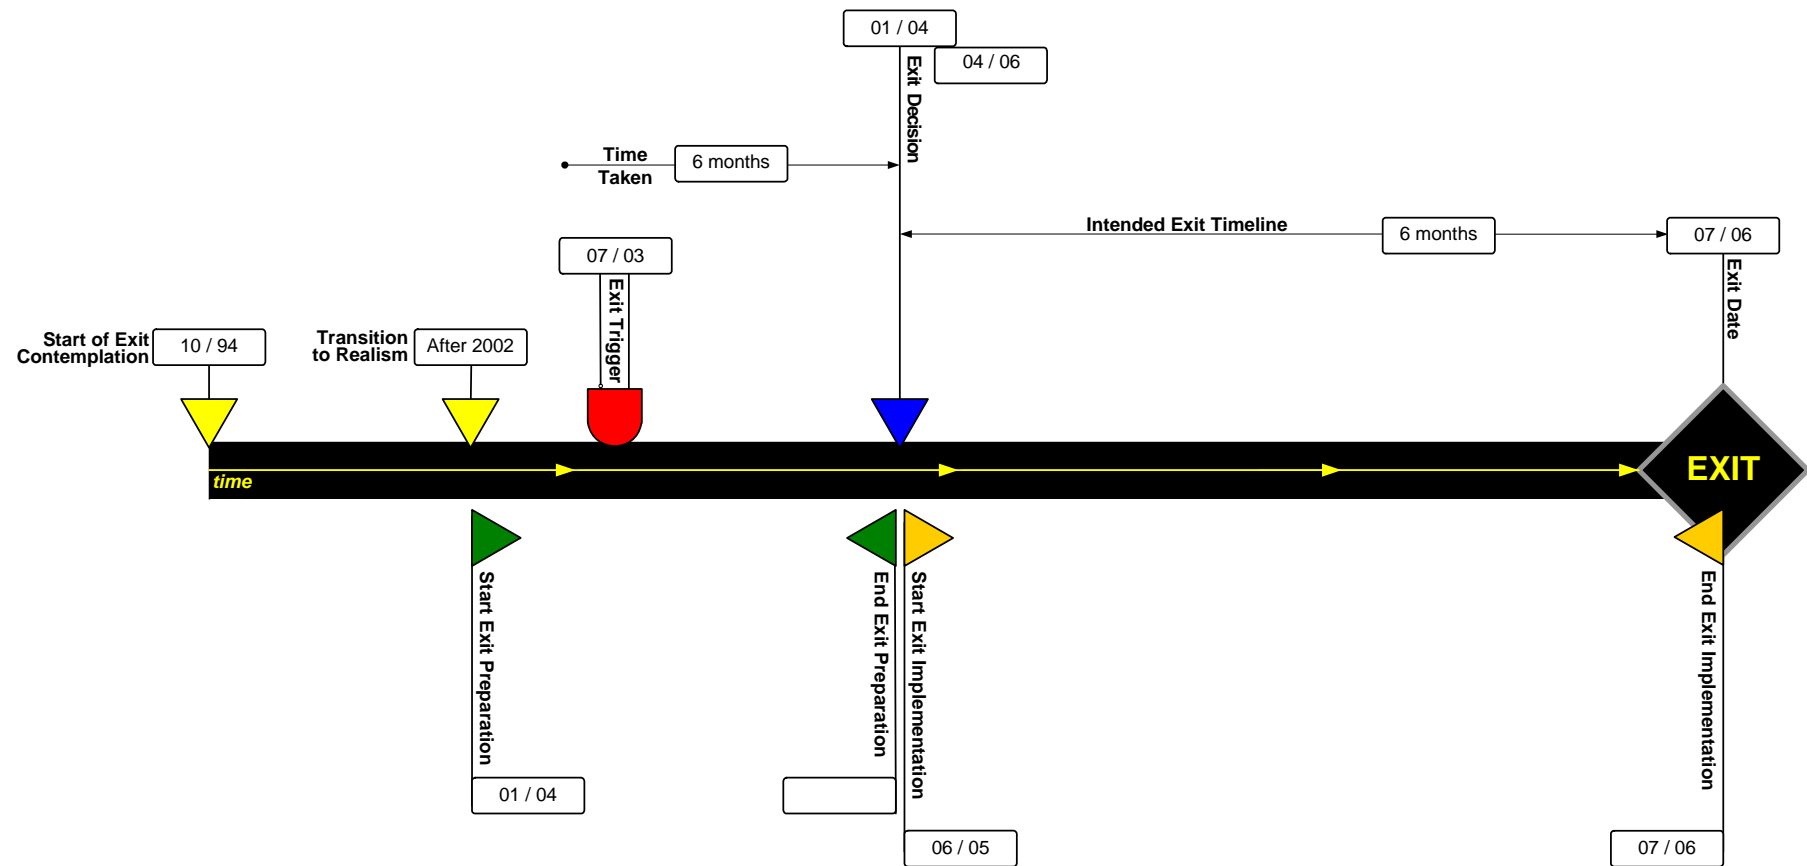 01 / 04
04 / 06
Exit Decision
Time
Taken
6 months
Intended Exit Timeline
6 months
07 / 06
Exit Date
07 / 03
Exit Trigger
Start of Exit
Contemplation
10 / 94
Transition
to Realism
After 2002
time
EXIT
Start Exit Preparation
01 / 04
End Exit Preparation
Start Exit Implementation
06 / 05
End Exit Implementation
07 / 06